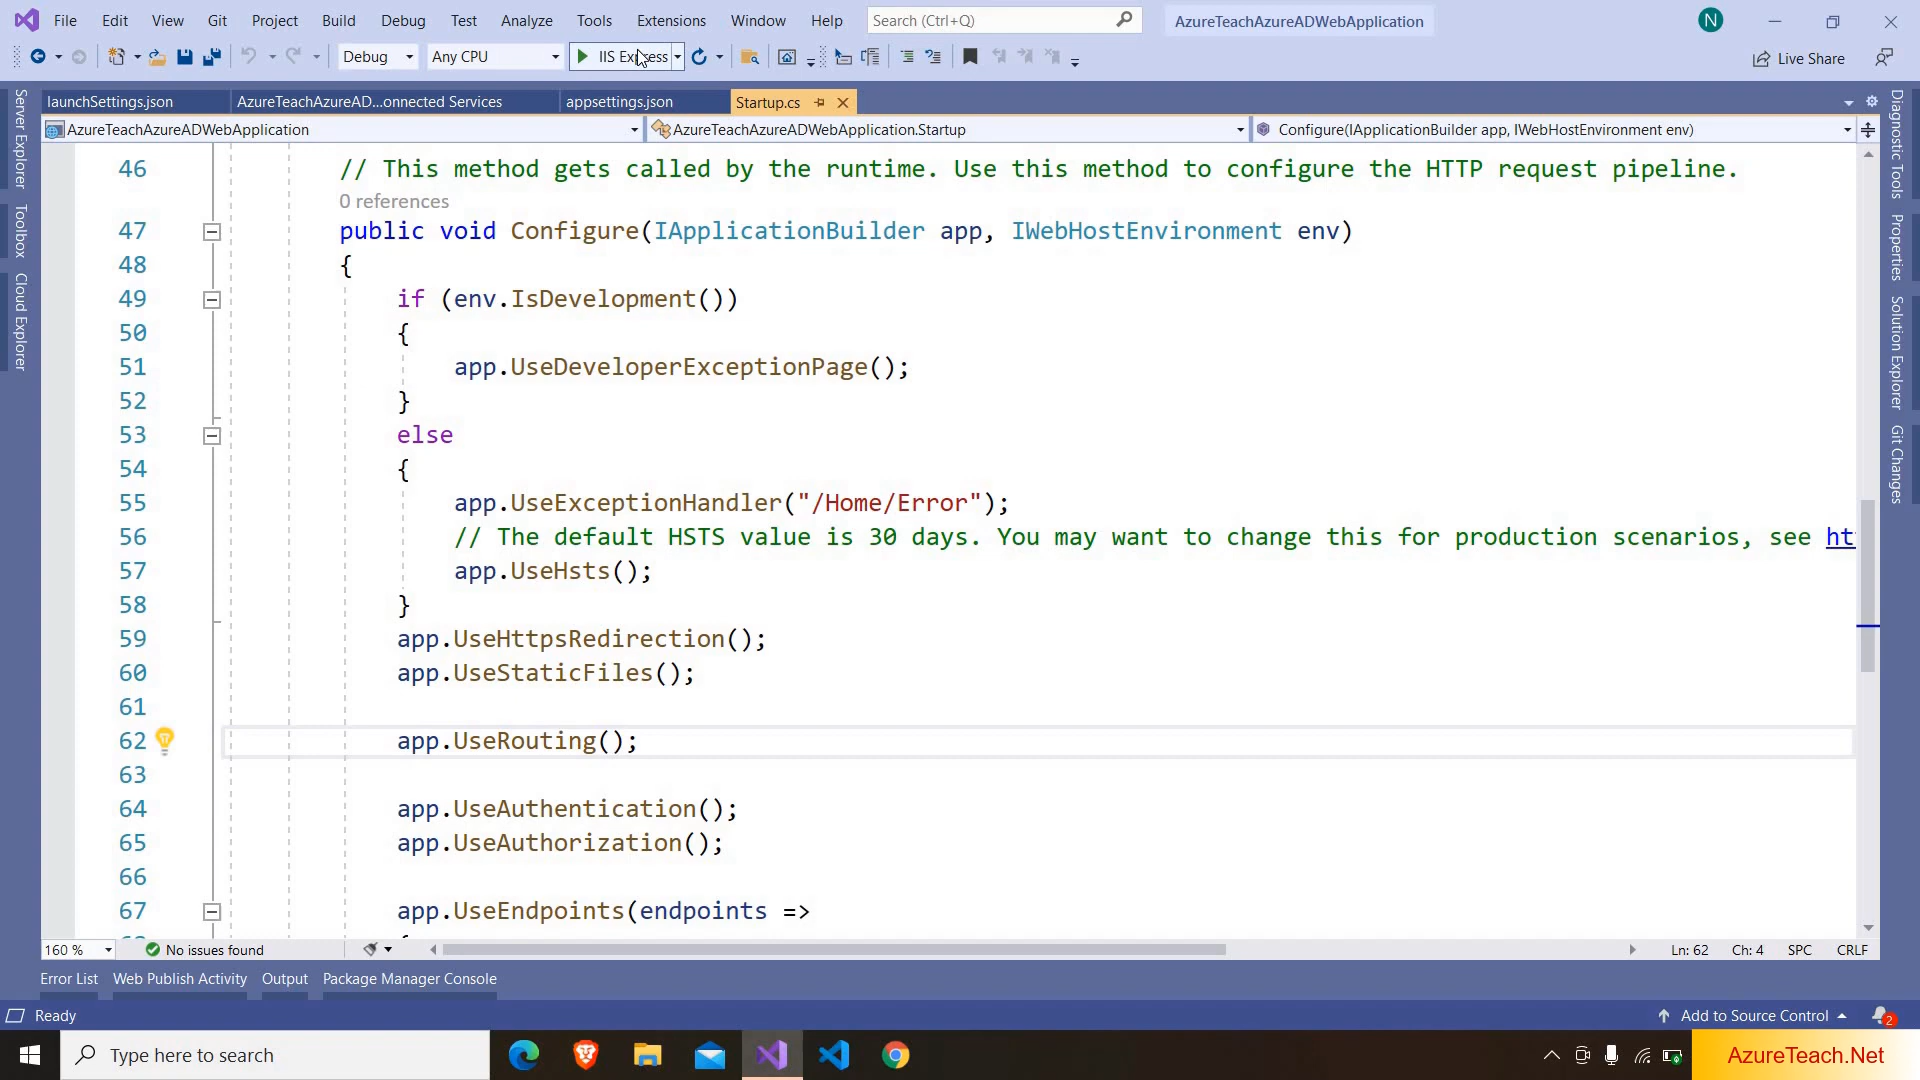 File Edit View Git Project Build Debug Test Analyze Tools Extensions Window Help Search (Ctrl+Q) AzureTeachAzureADWebApplication N
Debug Any CPU IIS Express Live Share
launchSettings.json AzureTeachAzureAD...onnected Services appsettings.json Startup.cs
AzureTeachAzureADWebApplication AzureTeachAzureADWebApplication.Startup Configure(IApplicationBuilder app, IWebHostEnvironment env)
Server Explorer
Toolbox
Cloud Explorer
46 // This method gets called by the runtime. Use this method to configure the HTTP request pipeline.
0 references
47 public void Configure(IApplicationBuilder app, IWebHostEnvironment env)
48 {
49 if (env.IsDevelopment())
50 {
51 app.UseDeveloperExceptionPage();
52 }
53 else
54 {
55 app.UseExceptionHandler("/Home/Error");
56 // The default HSTS value is 30 days. You may want to change this for production scenarios, see ht
57 app.UseHsts();
58 }
59 app.UseHttpsRedirection();
60 app.UseStaticFiles();
61
62 app.UseRouting();
63
64 app.UseAuthentication();
65 app.UseAuthorization();
66
67 app.UseEndpoints(endpoints =>
Diagnostic Tools
Properties
Solution Explorer
Git Changes
160 % No issues found Ln: 62 Ch: 4 SPC CRLF
Error List Web Publish Activity Output Package Manager Console
Ready Add to Source Control 2
Type here to search AzureTeach.Net